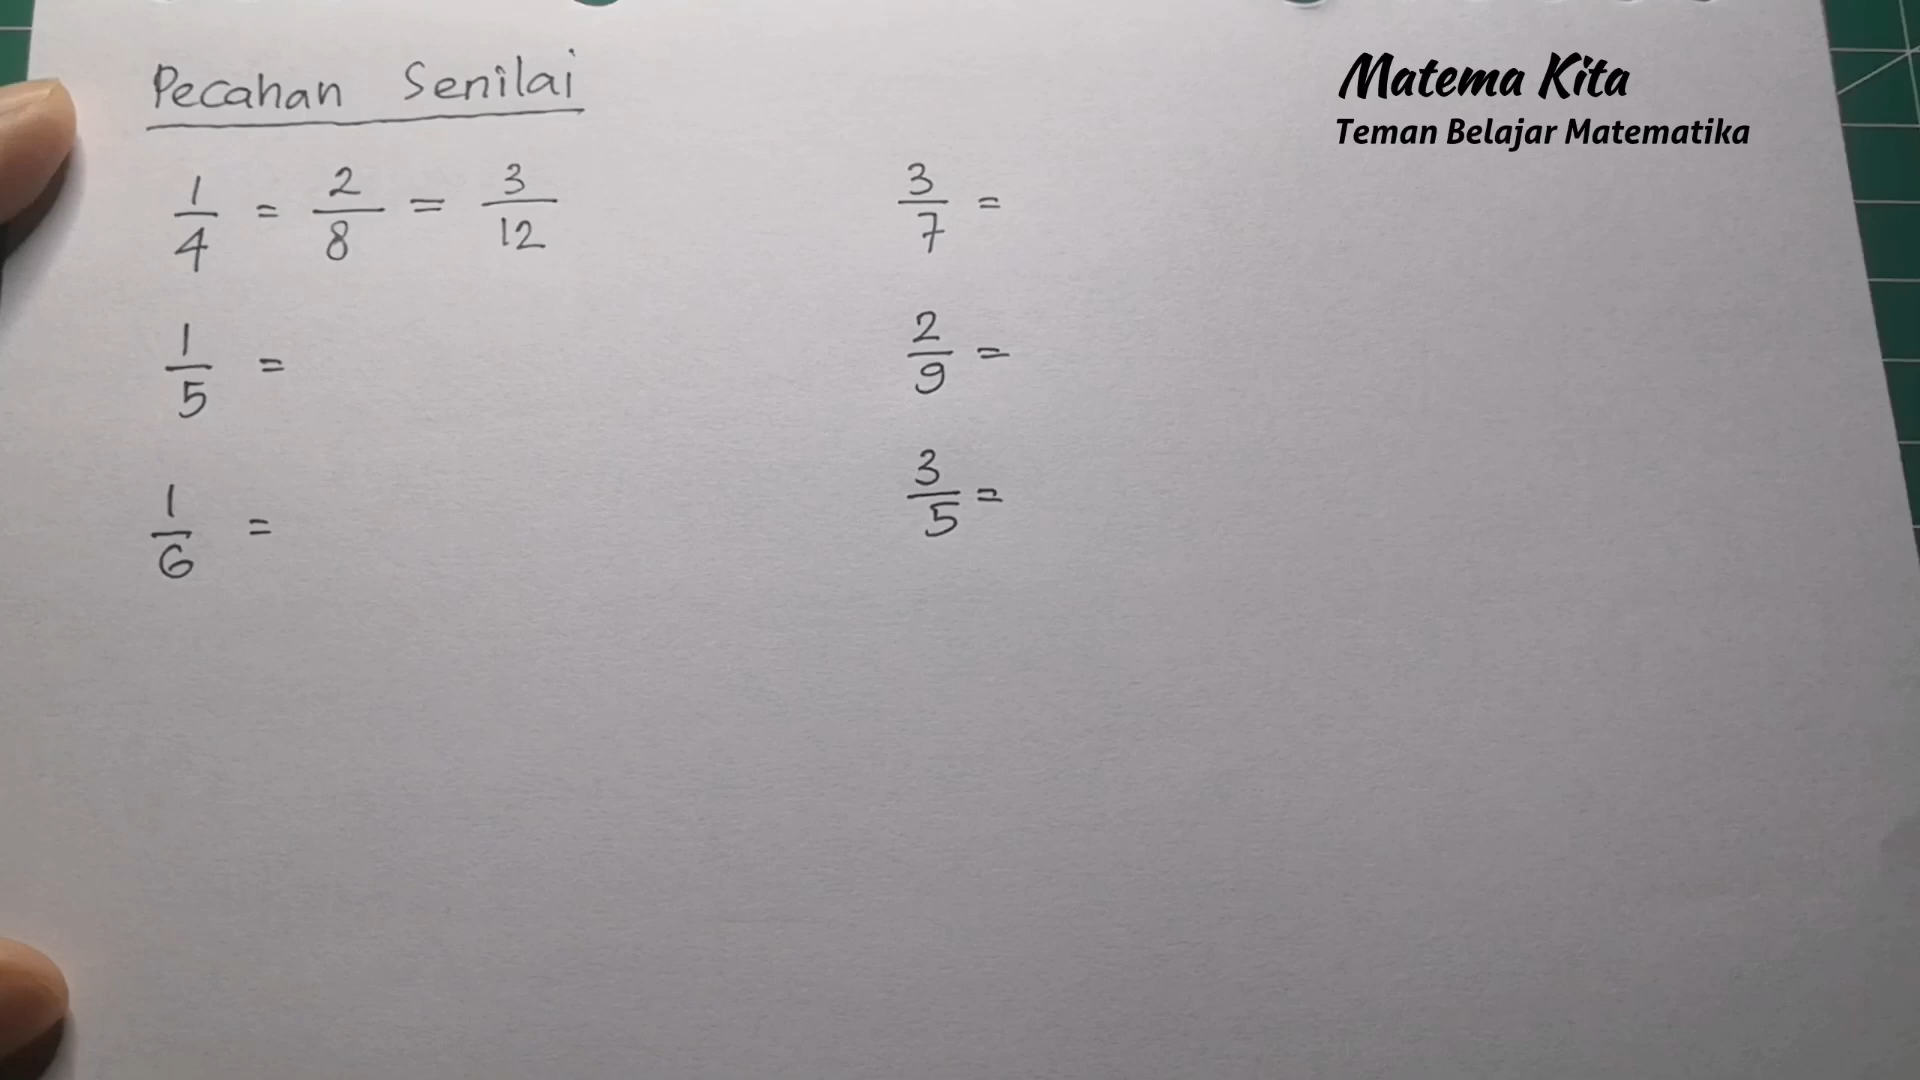 Pecahan Senilai
1/4 = 2/8 = 3/12
1/5 =
1/6 =
Matema Kita
Teman Belajar Matematika
3/7 =
2/9 =
3/5 =